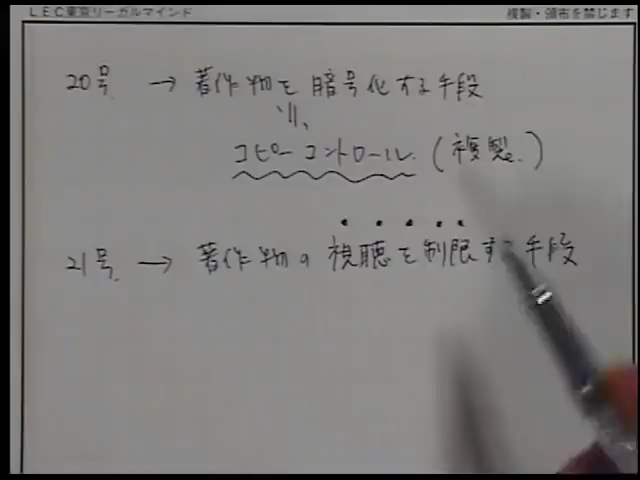 LEC東京リーガルマインド 複製・頒布を禁じます
20号 → 著作物を暗号化する手段
コピーコントロール (複製)
21号 → 著作物の視聴を制限する手段